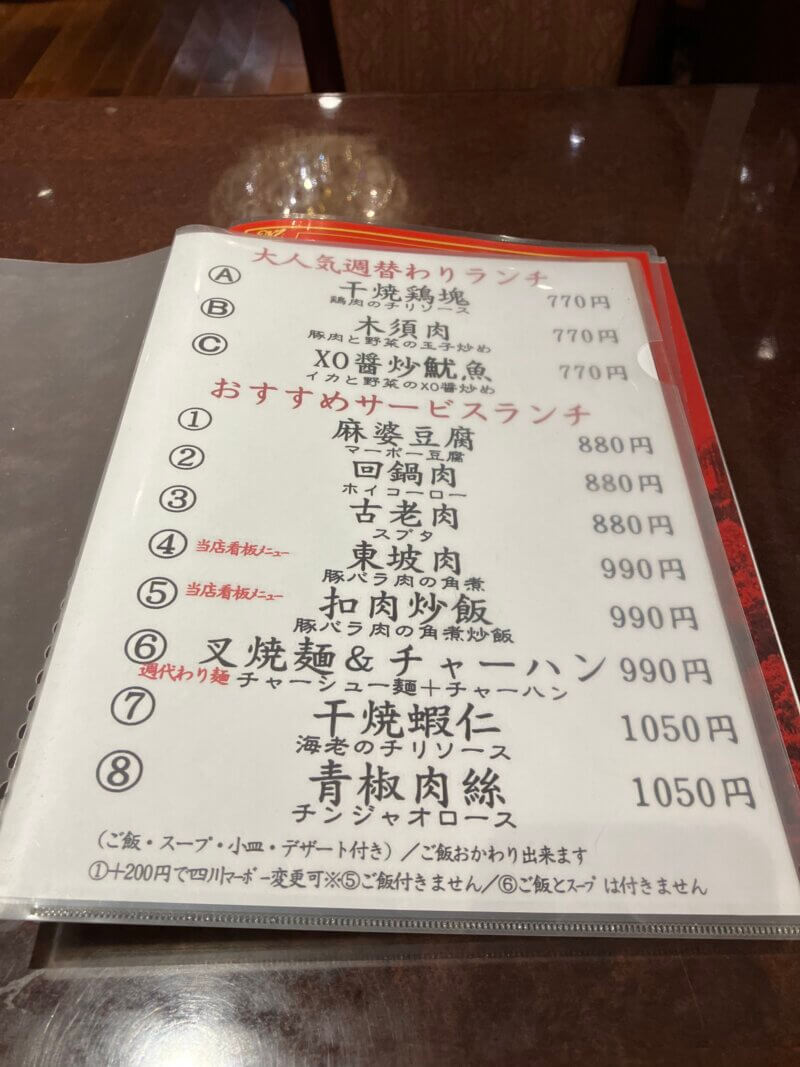 大人気週替わりランチ
Ⓐ 干焼鶏塊 770円
鶏肉のチリソース
Ⓑ 木須肉 770円
豚肉と野菜の玉子炒め
Ⓒ XO醤炒魷魚 770円
イカと野菜のXO醤炒め
おすすめサービスランチ
① 麻婆豆腐 880円
マーボー豆腐
② 回鍋肉 880円
ホイコーロー
③ 古老肉 880円
スブタ
④ 当店看板メニュー 東坡肉 990円
豚バラ肉の角煮
⑤ 当店看板メニュー 扣肉炒飯 990円
豚バラ肉の角煮炒飯
⑥ 叉焼麺&チャーハン 990円
週代わり麺 チャーシュー麺+チャーハン
⑦ 干焼蝦仁 1050円
海老のチリソース
⑧ 青椒肉絲 1050円
チンジャオロース
(ご飯・スープ・小皿・デザート付き)/ご飯おかわり出来ます
①+200円で四川マーボー変更可※⑤ご飯付きません/⑥ご飯とスープ は付きません